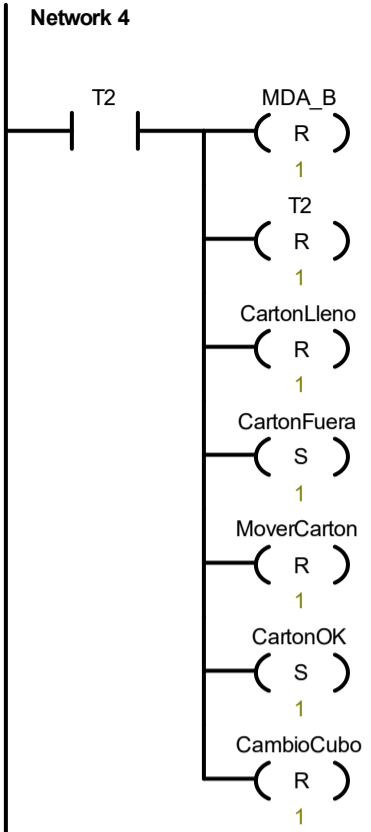 Network 4
T2
MDA_B
R
1
T2
R
1
CartonLleno
R
1
CartonFuera
S
1
MoverCarton
R
1
CartonOK
S
1
CambioCubo
R
1